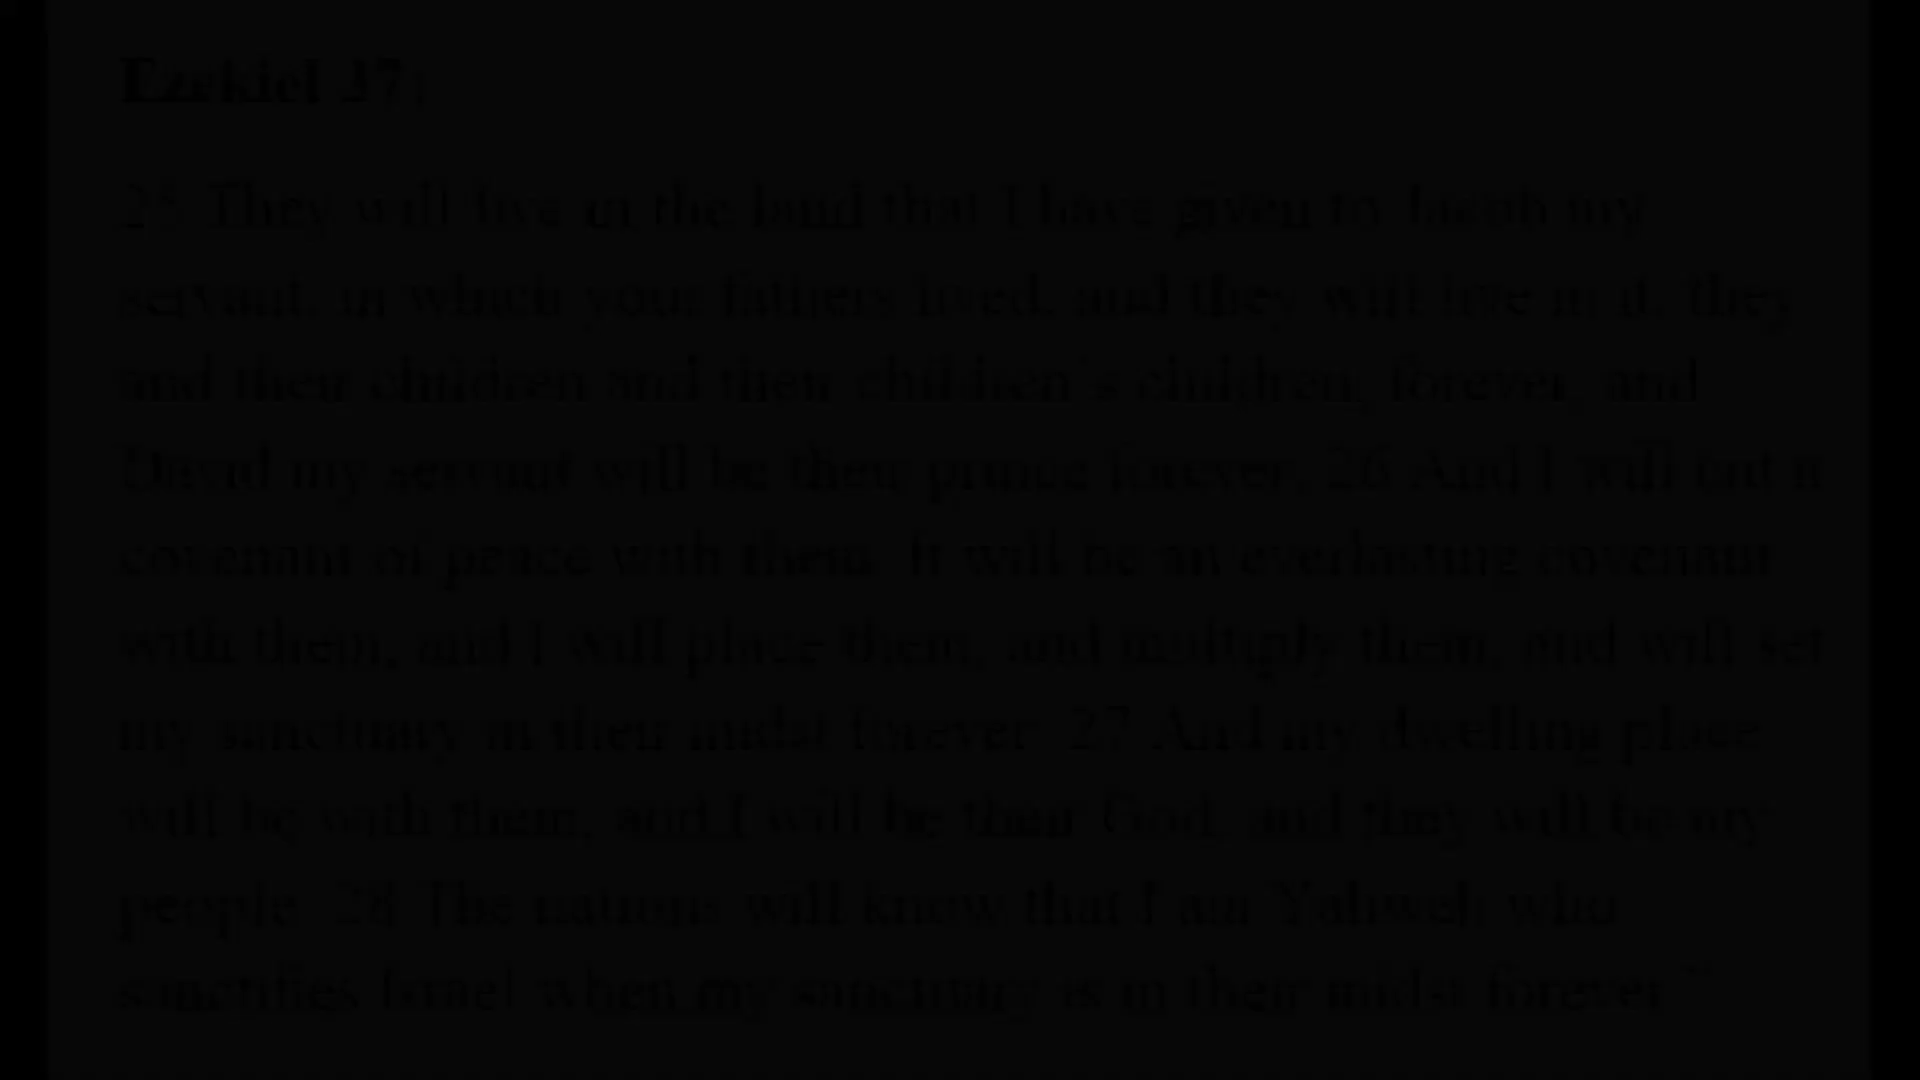 Ezekiel 37:
25 They will live in the land that I have given to Jacob my
servant, in which your fathers lived, and they will live in it, they
and their children and their children's children, forever, and
David my servant will be their prince forever. 26 And I will cut a
covenant of peace with them. It will be an everlasting covenant
with them, and I will place them, and multiply them, and will set
my sanctuary in their midst forever. 27 And my dwelling place
will be with them, and I will be their God, and they will be my
people. 28 The nations will know that I am Yahweh who
sanctifies Israel when my sanctuary is in their midst forever."